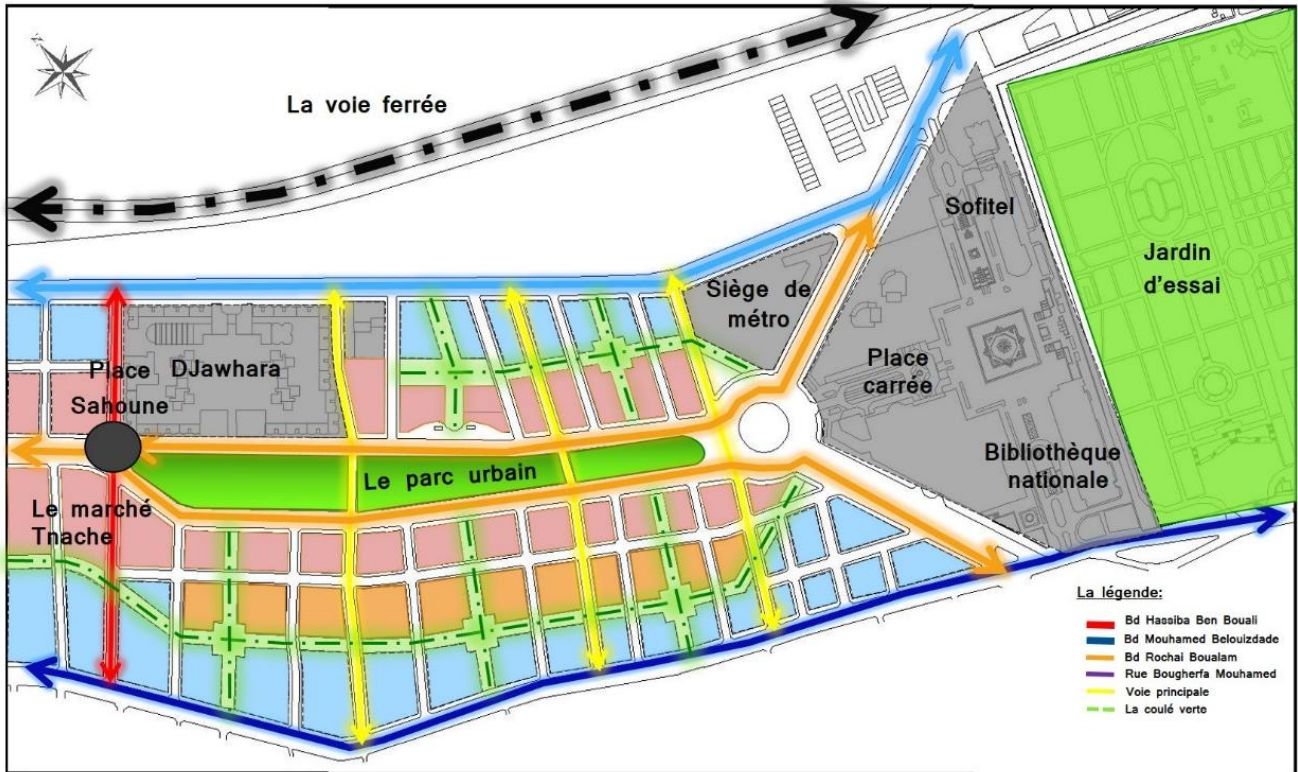 La voie ferrée
Sofitel
Jardin
d'essai
Siège de
métro
Place
Sahoune
DJawhara
Place
carrée
Le parc urbain
Bibliothèque
nationale
Le marché
Tnache
La légende:
Bd Hassiba Ben Bouali
Bd Mouhamed Belouizdade
Bd Rochai Boualam
Rue Bougherfa Mouhamed
Voie principale
La coulé verte